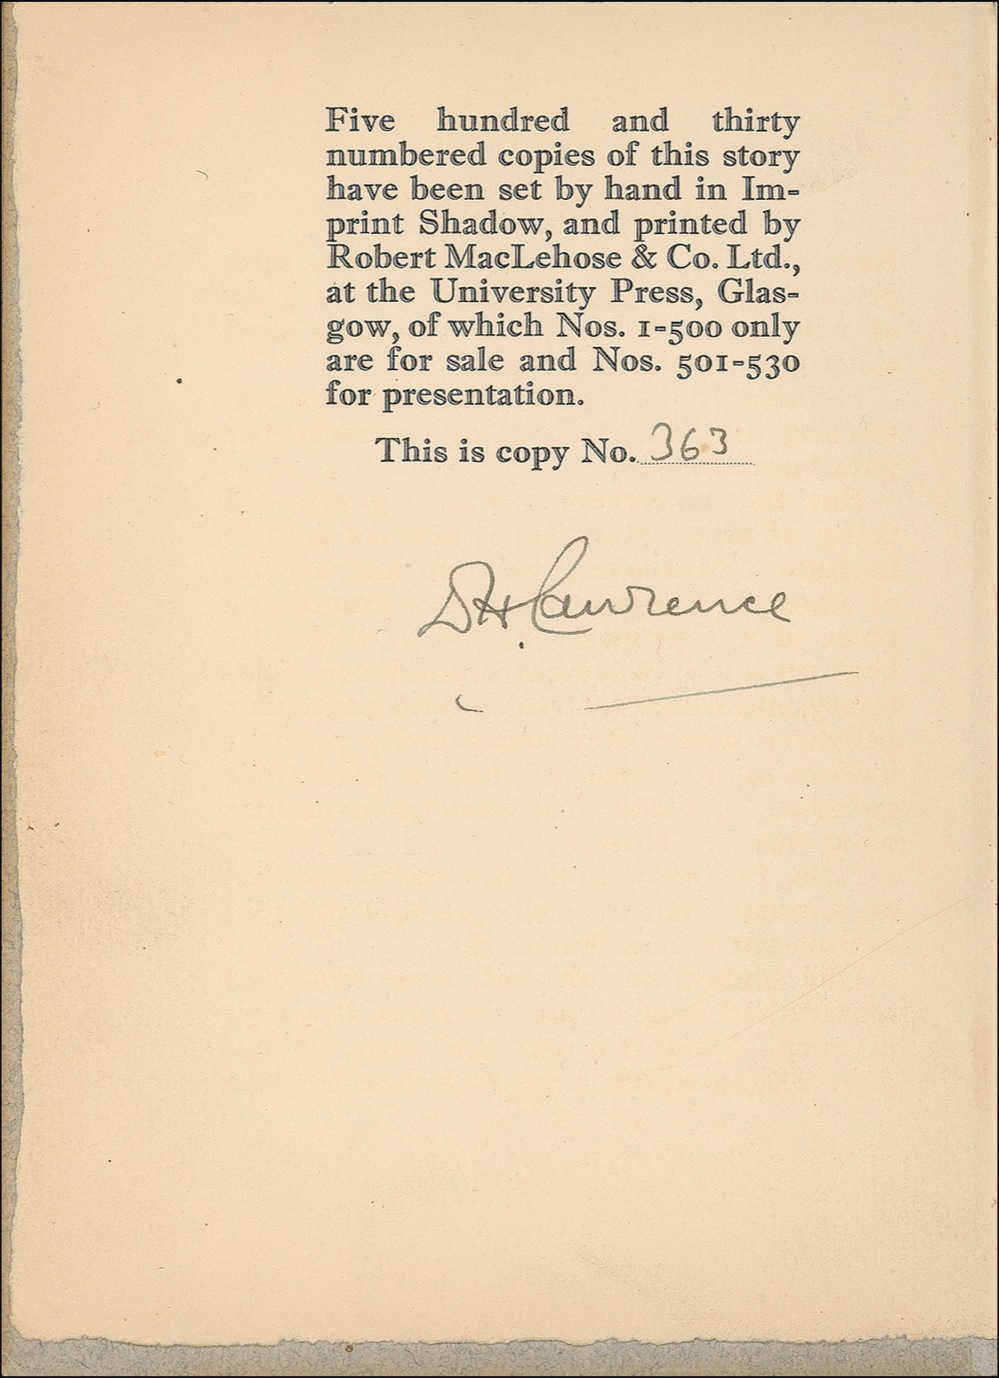 Five hundred and thirty
numbered copies of this story
have been set by hand in Im-
print Shadow, and printed by
Robert MacLehose & Co. Ltd.,
at the University Press, Glas-
gow, of which Nos. 1-500 only
are for sale and Nos. 501-530
for presentation.
This is copy No. 363
D.H. Lawrence